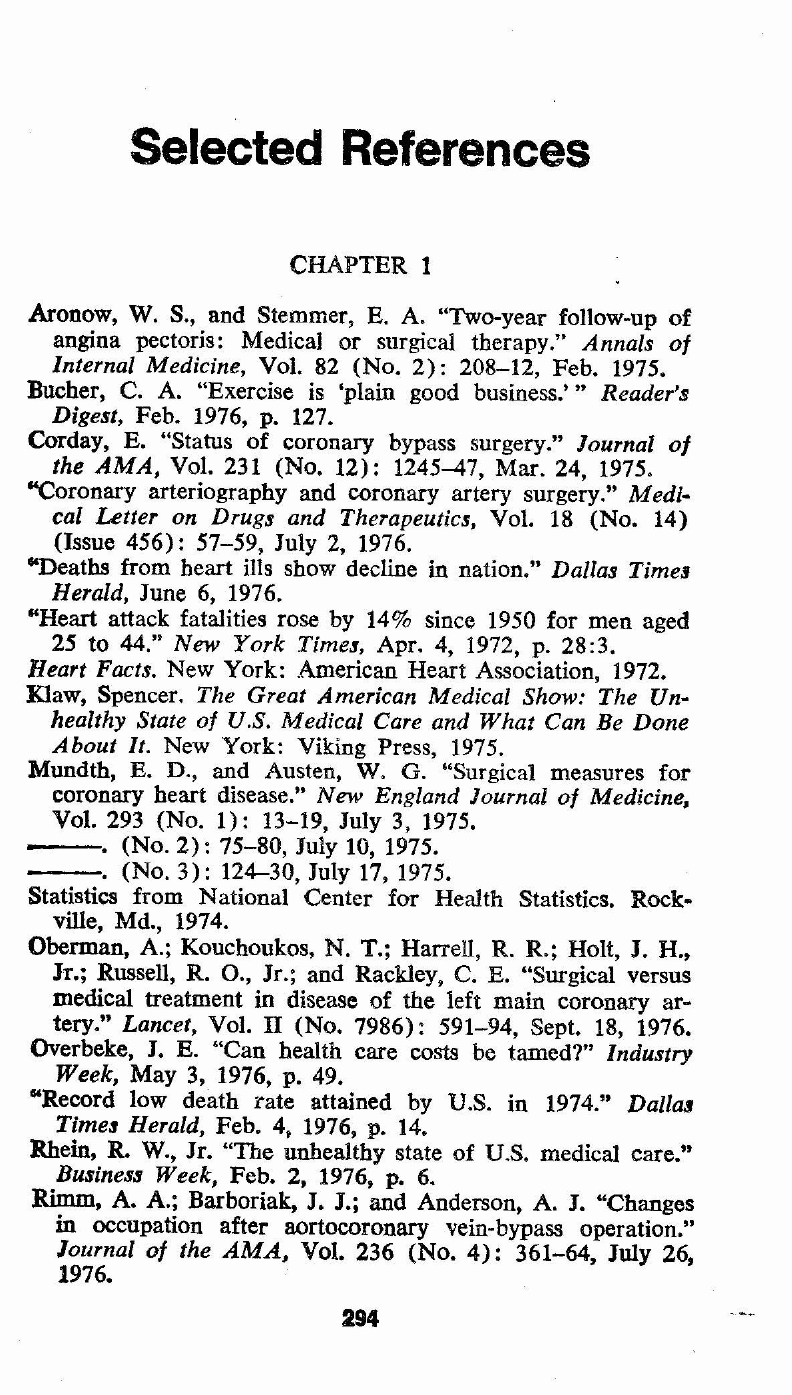 Selected References
CHAPTER 1
Aronow, W. S., and Stemmer, E. A. “Two-year follow-up of
angina pectoris: Medical or surgical therapy.” Annals of
Internal Medicine, Vol. 82 (No. 2): 208–12, Feb. 1975.
Bucher, C. A. “Exercise is ‘plain good business.’ ” Reader's
Digest, Feb. 1976, p. 127.
Corday, E. “Status of coronary bypass surgery.” Journal of
the AMA, Vol. 231 (No. 12): 1245–47, Mar. 24, 1975.
“Coronary arteriography and coronary artery surgery.” Medi-
cal Letter on Drugs and Therapeutics, Vol. 18 (No. 14)
(Issue 456): 57–59, July 2, 1976.
“Deaths from heart ills show decline in nation.” Dallas Times
Herald, June 6, 1976.
“Heart attack fatalities rose by 14% since 1950 for men aged
25 to 44.” New York Times, Apr. 4, 1972, p. 28:3.
Heart Facts. New York: American Heart Association, 1972.
Klaw, Spencer. The Great American Medical Show: The Un-
healthy State of U.S. Medical Care and What Can Be Done
About It. New York: Viking Press, 1975.
Mundth, E. D., and Austen, W. G. “Surgical measures for
coronary heart disease.” New England Journal of Medicine,
Vol. 293 (No. 1): 13–19, July 3, 1975.
———. (No. 2): 75–80, July 10, 1975.
———. (No. 3): 124–30, July 17, 1975.
Statistics from National Center for Health Statistics. Rock-
ville, Md., 1974.
Oberman, A.; Kouchoukos, N. T.; Harrell, R. R.; Holt, J. H.,
Jr.; Russell, R. O., Jr.; and Rackley, C. E. “Surgical versus
medical treatment in disease of the left main coronary ar-
tery.” Lancet, Vol. II (No. 7986): 591–94, Sept. 18, 1976.
Overbeke, J. E. “Can health care costs be tamed?” Industry
Week, May 3, 1976, p. 49.
“Record low death rate attained by U.S. in 1974.” Dallas
Times Herald, Feb. 4, 1976, p. 14.
Rhein, R. W., Jr. “The unhealthy state of U.S. medical care.”
Business Week, Feb. 2, 1976, p. 6.
Rimm, A. A.; Barboriak, J. J.; and Anderson, A. J. “Changes
in occupation after aortocoronary vein-bypass operation.”
Journal of the AMA, Vol. 236 (No. 4): 361–64, July 26,
1976.
294